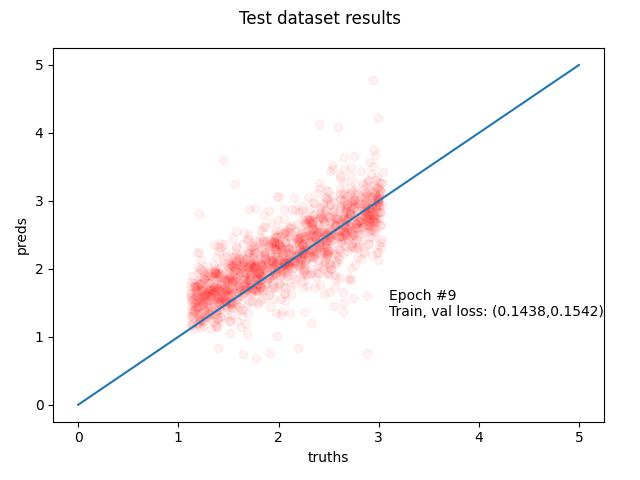 Test dataset results
5
4
3
2
1
0
preds
Epoch #9
Train, val loss: (0.1438,0.1542)
0 1 2 3 4 5
truths